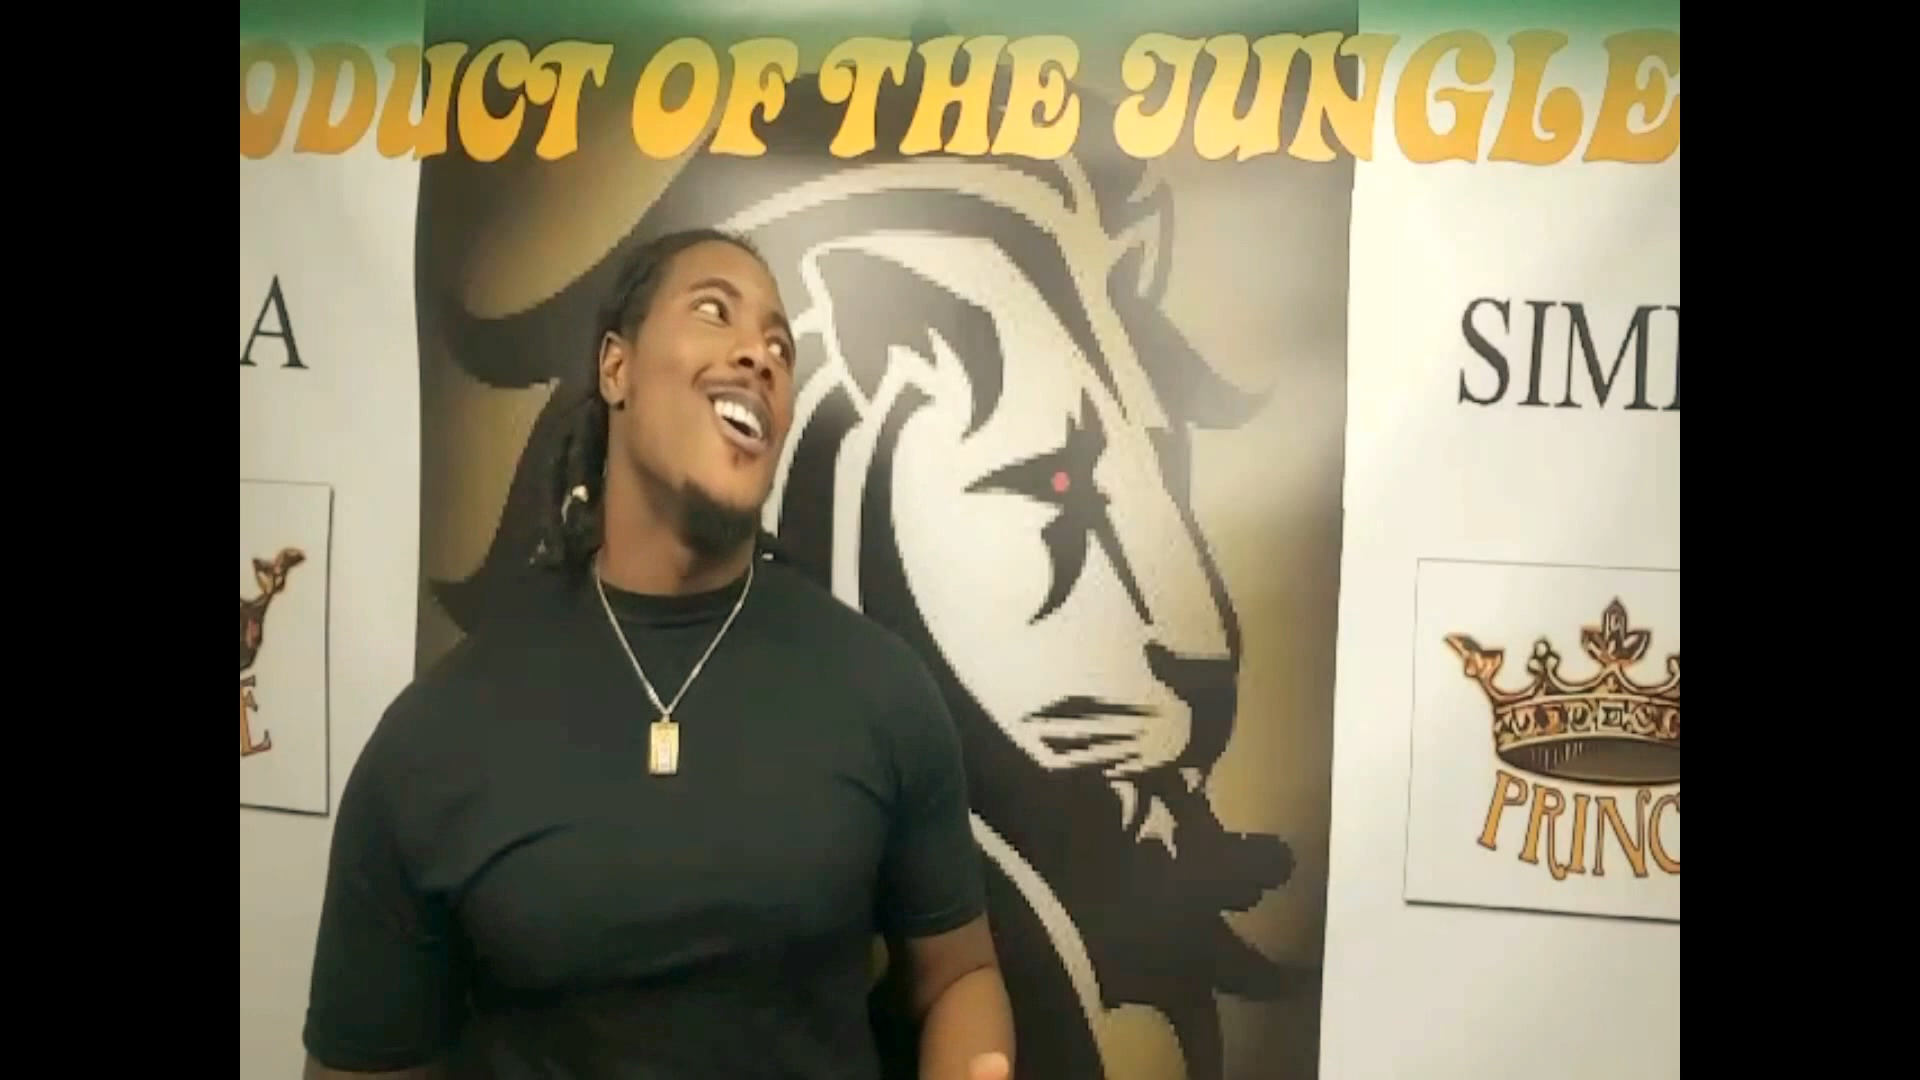 ODUCT OF THE JUNGLE
A
SIM
E
PRINC